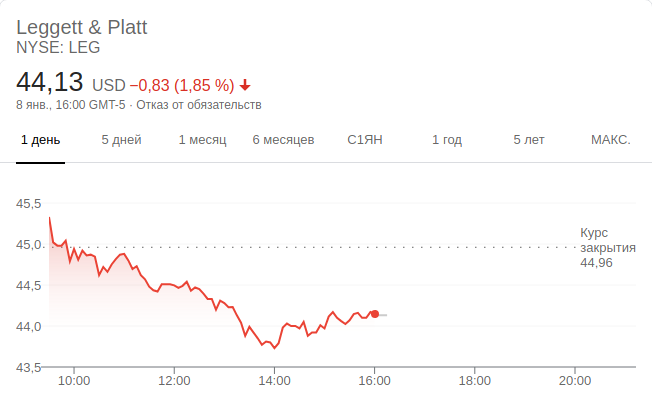 Leggett & Platt
NYSE: LEG
44,13 USD −0,83 (1,85 %)
8 янв., 16:00 GMT-5 · Отказ от обязательств
1 день 5 дней 1 месяц 6 месяцев С1ЯН 1 год 5 лет МАКС.
45,5
Курс
45,0 закрытия
44,96
44,5
44,0
43,5
10:00 12:00 14:00 16:00 18:00 20:00